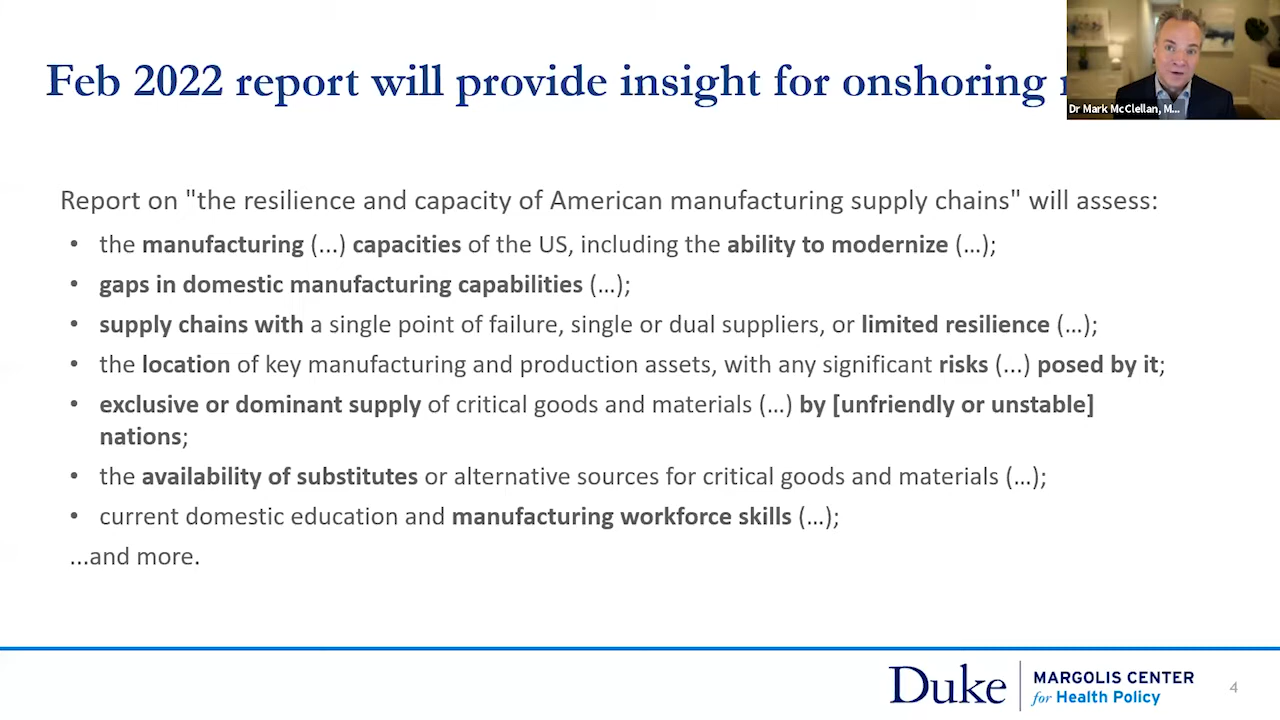 Feb 2022 report will provide insight for onshoring
Dr Mark McClellan, M...
Report on "the resilience and capacity of American manufacturing supply chains" will assess:
• the manufacturing (...) capacities of the US, including the ability to modernize (...);
• gaps in domestic manufacturing capabilities (...);
• supply chains with a single point of failure, single or dual suppliers, or limited resilience (...);
• the location of key manufacturing and production assets, with any significant risks (...) posed by it;
• exclusive or dominant supply of critical goods and materials (...) by [unfriendly or unstable]
nations;
• the availability of substitutes or alternative sources for critical goods and materials (...);
• current domestic education and manufacturing workforce skills (...);
...and more.
Duke
MARGOLIS CENTER
for Health Policy
4